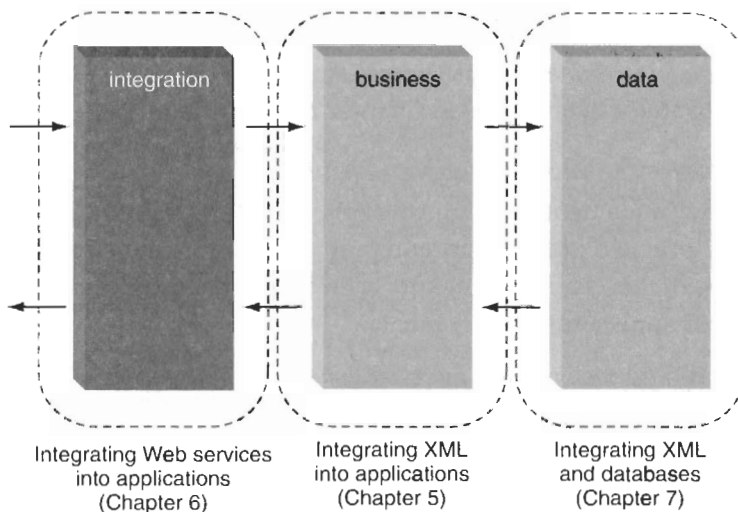 integration
business
data
Integrating Web services
into applications
(Chapter 6)
Integrating XML
into applications
(Chapter 5)
Integrating XML
and databases
(Chapter 7)